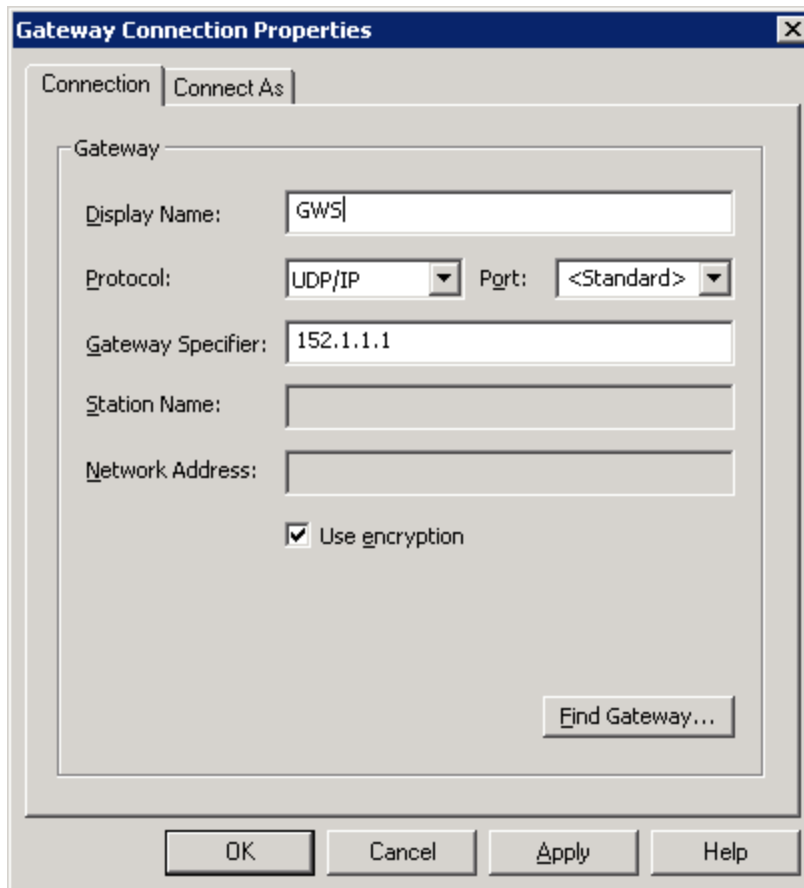 Gateway Connection Properties
Connection Connect As
Gateway
Display Name: GWS
Protocol: UDP/IP Port: <Standard>
Gateway Specifier: 152.1.1.1
Station Name:
Network Address:
Use encryption
Find Gateway...
OK Cancel Apply Help